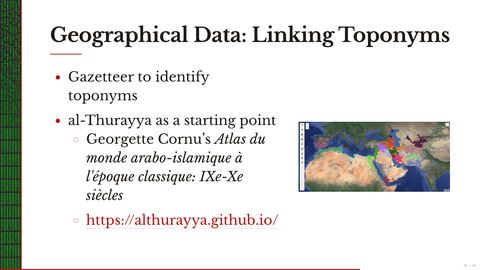 Geographical Data: Linking Toponyms
Gazetteer to identify
toponyms
al-Thurayya as a starting point
Georgette Cornu's Atlas du
monde arabo-islamique à
l'époque classique: IXe-Xe
siècles
https://althurayya.github.io/